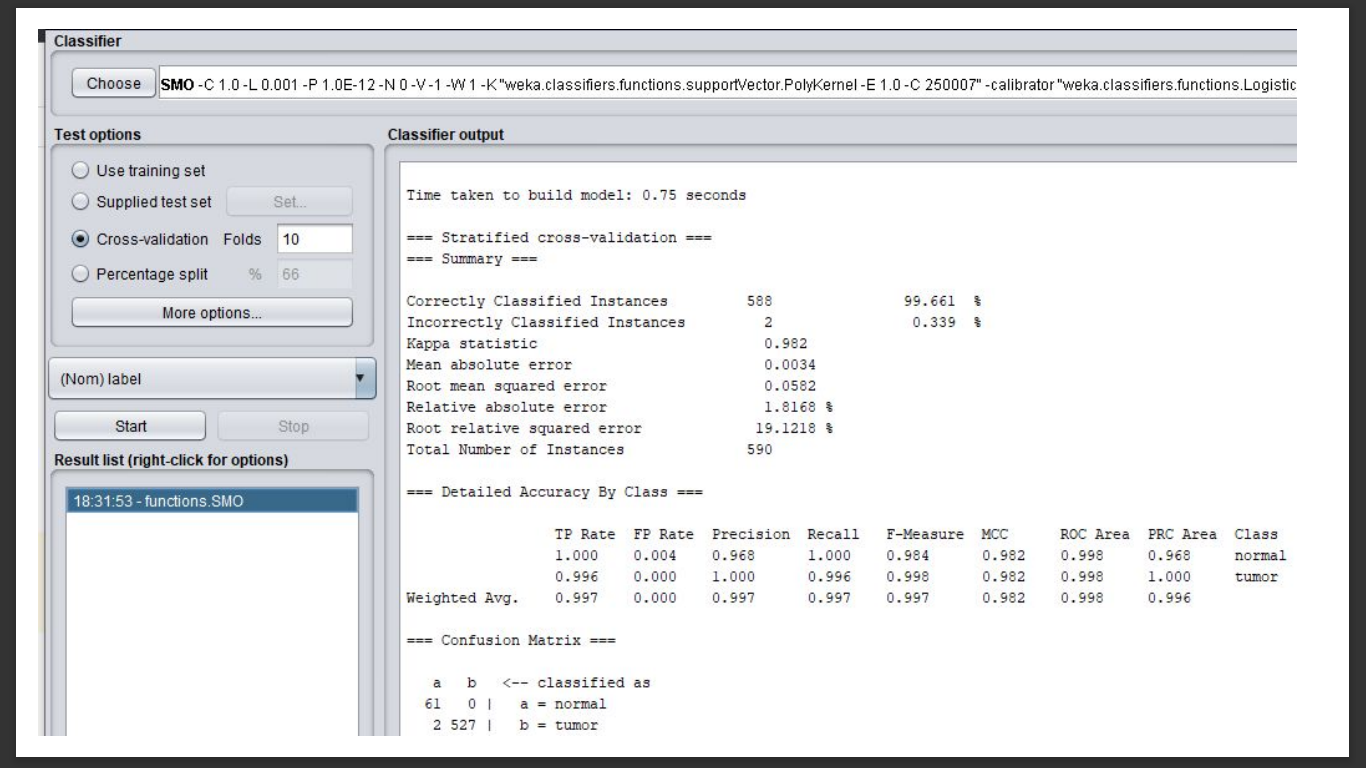 Classifier
Choose SMO -C 1.0 -L 0.001 -P 1.0E-12 -N 0 -V -1 -W 1 -K "weka.classifiers.functions.supportVector.PolyKernel -E 1.0 -C 250007" -calibrator "weka.classifiers.functions.Logistic
Test options
Use training set
Supplied test set Set...
Cross-validation Folds 10
Percentage split % 66
More options...
(Nom) label
Start Stop
Result list (right-click for options)
18:31:53 - functions.SMO
Classifier output
Time taken to build model: 0.75 seconds
=== Stratified cross-validation ===
=== Summary ===
Correctly Classified Instances 588 99.661 %
Incorrectly Classified Instances 2 0.339 %
Kappa statistic 0.982
Mean absolute error 0.0034
Root mean squared error 0.0582
Relative absolute error 1.8168 %
Root relative squared error 19.1218 %
Total Number of Instances 590
=== Detailed Accuracy By Class ===
TP Rate FP Rate Precision Recall F-Measure MCC ROC Area PRC Area Class
1.000 0.004 0.968 1.000 0.984 0.982 0.998 0.968 normal
0.996 0.000 1.000 0.996 0.998 0.982 0.998 1.000 tumor
Weighted Avg. 0.997 0.000 0.997 0.997 0.997 0.982 0.998 0.996
=== Confusion Matrix ===
a b <-- classified as
61 0 | a = normal
2 527 | b = tumor